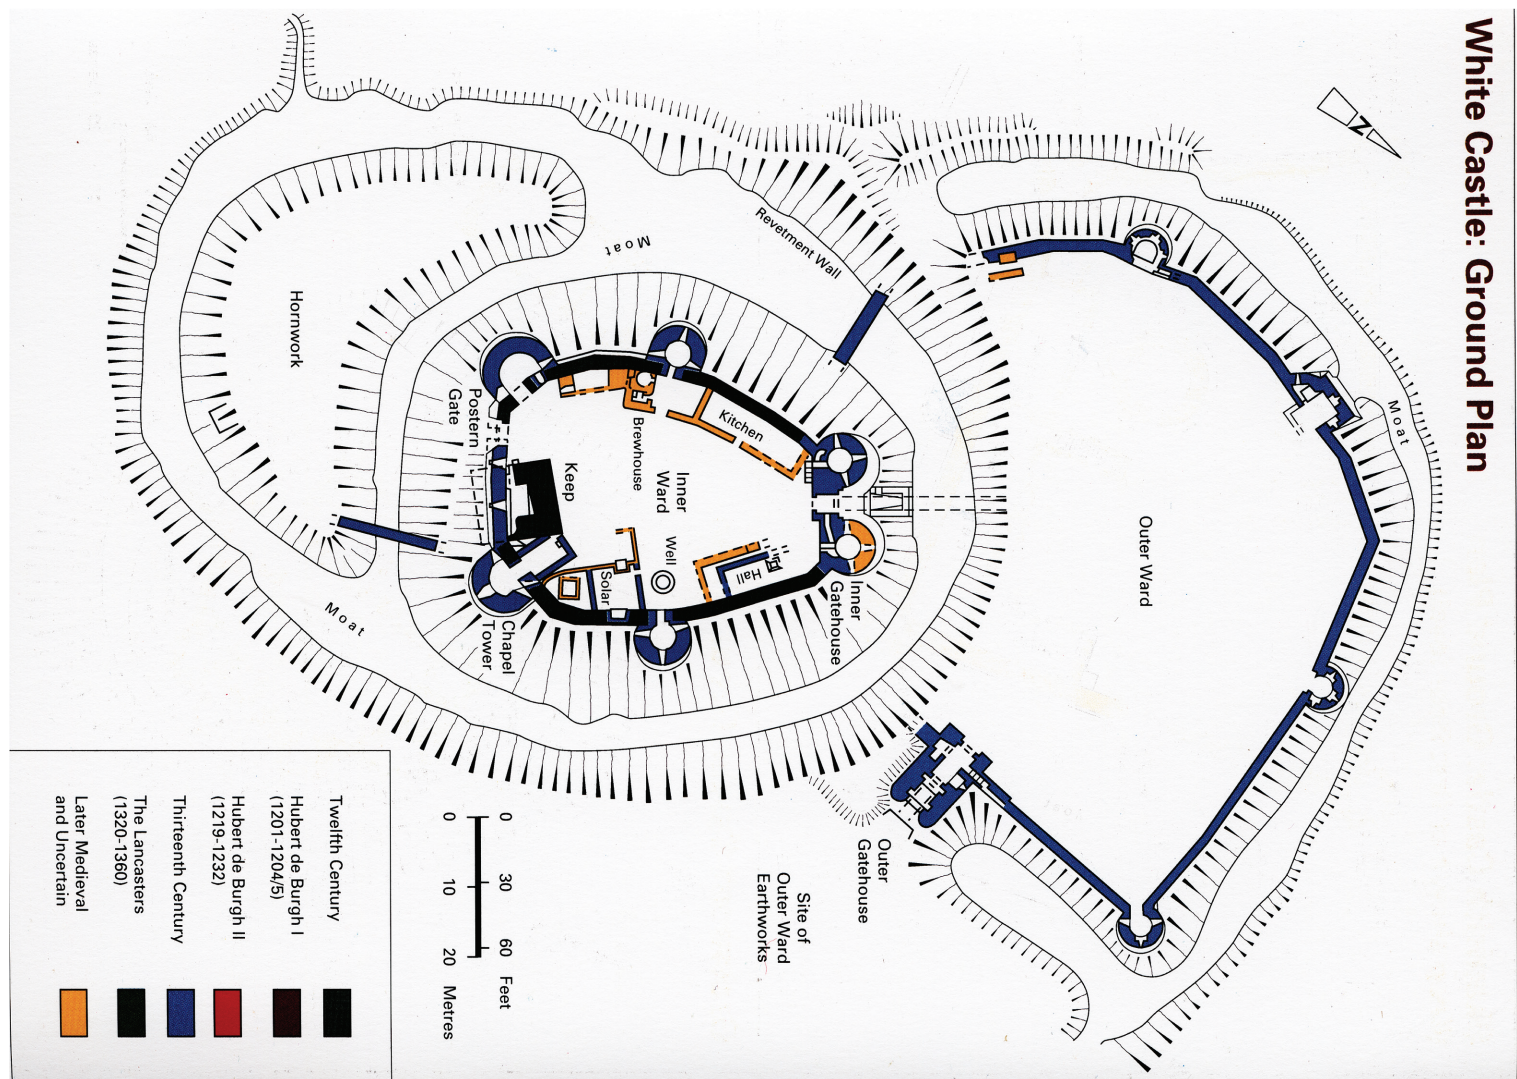 White Castle: Ground Plan
N
Moat
Outer Ward
Revetment Wall
Moat
Hornwork
Postern
Gate
Keep
Brewhouse
Kitchen
Inner
Ward
Well
Hall
Solar
Inner
Gatehouse
Chapel
Tower
Moat
Outer
Gatehouse
Site of
Outer Ward
Earthworks
0 30 60 Feet
0 10 20 Metres
Twelfth Century
Hubert de Burgh I
(1201-1204/5)
Hubert de Burgh II
(1219-1232)
Thirteenth Century
The Lancasters
(1320-1360)
Later Medieval
and Uncertain